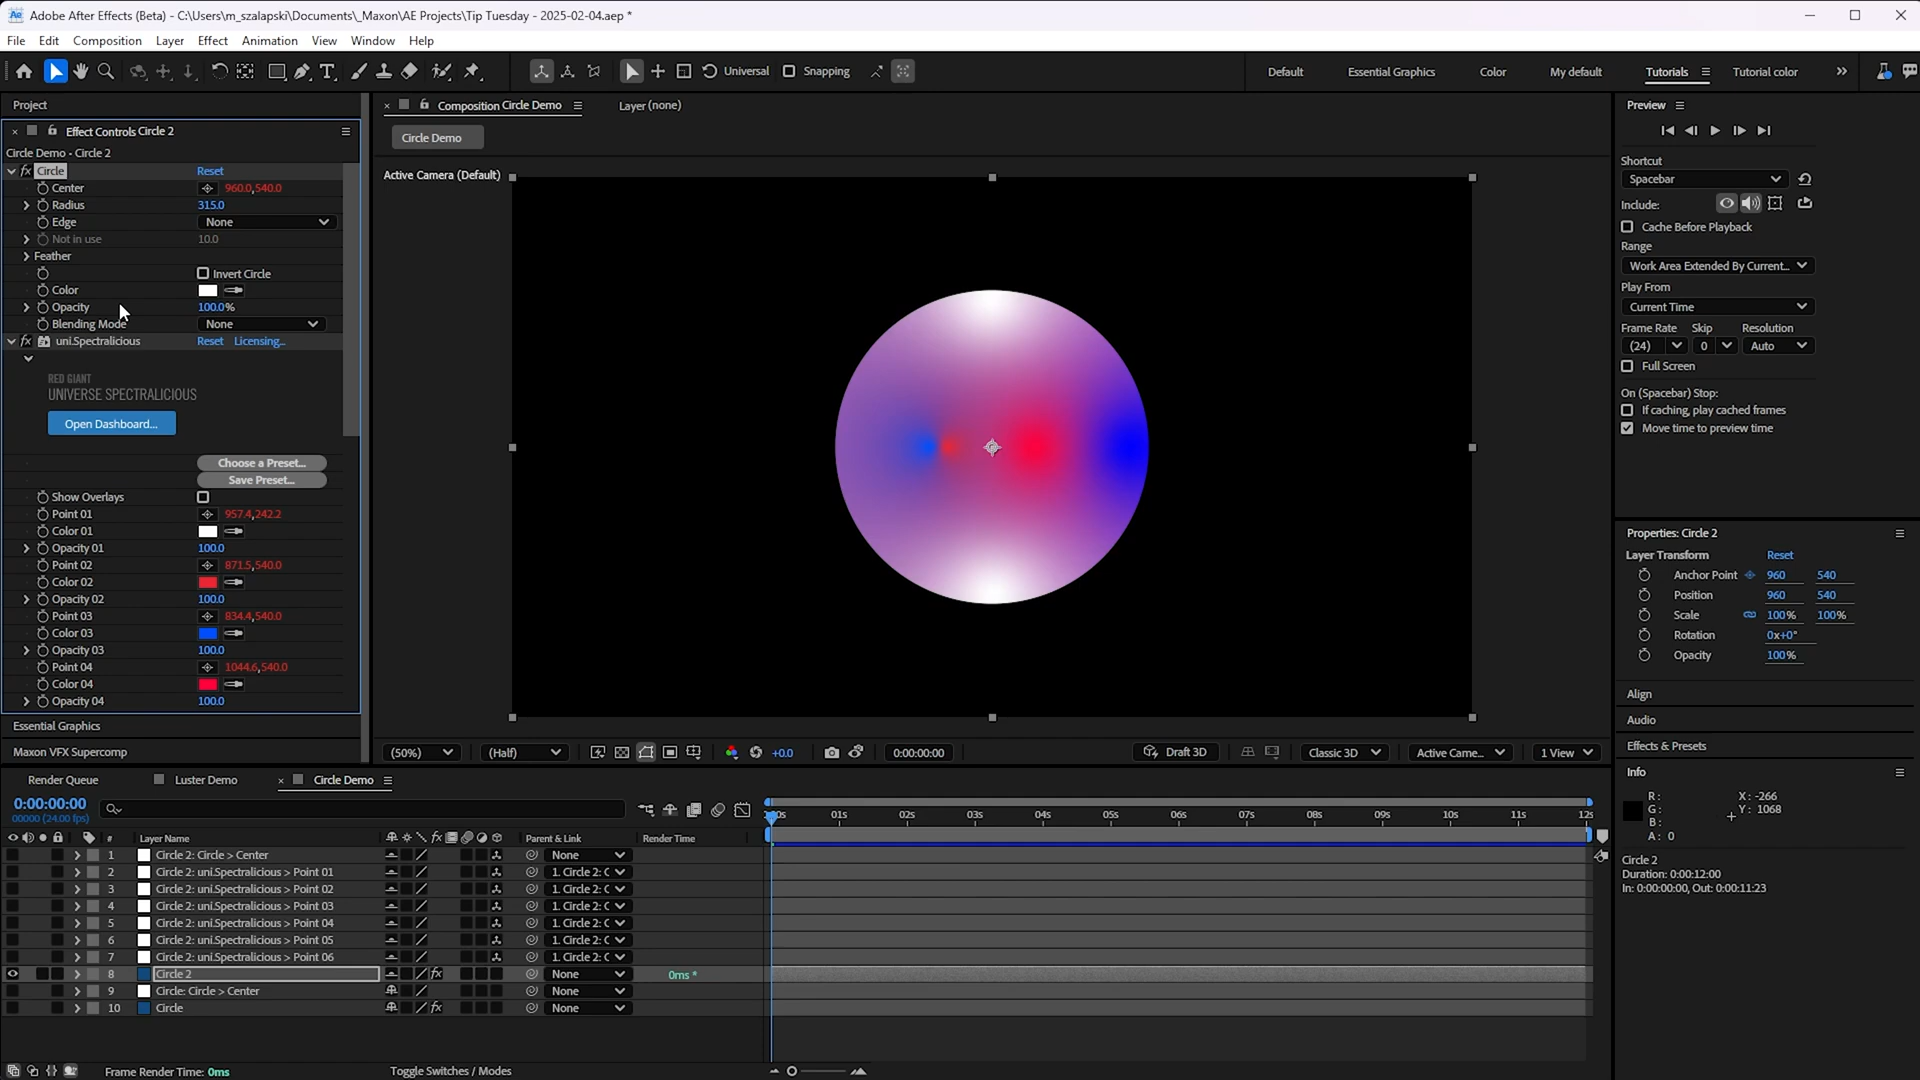 Adobe After Effects (Beta) - C:\Users\m_szalapski\Documents\_Maxon\AE Projects\Tip Tuesday - 2025-02-04.aep *
File Edit Composition Layer Effect Animation View Window Help
Universal Snapping Default Essential Graphics Color My default Tutorials Tutorial color
Project
Effect Controls Circle 2
Circle Demo - Circle 2
Circle Reset
Center 960.0,540.0
Radius 315.0
Edge None
Not in use 10.0
Feather
Invert Circle
Color
Opacity 100.0%
Blending Mode None
uni.Spectralicious Reset Licensing...
RED GIANT
UNIVERSE SPECTRALICIOUS
Open Dashboard...
Choose a Preset...
Save Preset...
Show Overlays
Point 01 957.4,242.2
Color 01
Opacity 01 100.0
Point 02 871.5,540.0
Color 02
Opacity 02 100.0
Point 03 834.4,540.0
Color 03
Opacity 03 100.0
Point 04 1044.6,540.0
Color 04
Opacity 04 100.0
Essential Graphics
Maxon VFX Supercomp
Composition Circle Demo Layer (none)
Circle Demo
Active Camera (Default)
(50%) (Half) +0.0 0:00:00:00 Draft 3D Classic 3D Active Came... 1 View
Preview
Shortcut
Spacebar
Include:
Cache Before Playback
Range
Work Area Extended By Current...
Play From
Current Time
Frame Rate Skip Resolution
(24) 0 Auto
Full Screen
On (Spacebar) Stop:
If caching, play cached frames
Move time to preview time
Properties: Circle 2
Layer Transform Reset
Anchor Point 960 540
Position 960 540
Scale 100% 100%
Rotation 0x+0°
Opacity 100%
Align
Audio
Effects & Presets
Info
R: X: -266
G: Y: 1068
B:
A: 0
Circle 2
Duration: 0:00:12:00
In: 0:00:00:00, Out: 0:00:11:23
Render Queue Luster Demo Circle Demo
0:00:00:00
00000 (24.00 fps)
01s 02s 03s 04s 05s 06s 07s 08s 09s 10s 11s 12s
# Layer Name Parent & Link Render Time
1 Circle 2: Circle > Center None
2 Circle 2: uni.Spectralicious > Point 01 1. Circle 2: C
3 Circle 2: uni.Spectralicious > Point 02 1. Circle 2: C
4 Circle 2: uni.Spectralicious > Point 03 1. Circle 2: C
5 Circle 2: uni.Spectralicious > Point 04 1. Circle 2: C
6 Circle 2: uni.Spectralicious > Point 05 1. Circle 2: C
7 Circle 2: uni.Spectralicious > Point 06 1. Circle 2: C
8 Circle 2 None 0ms *
9 Circle: Circle > Center None
10 Circle None
Frame Render Time: 0ms Toggle Switches / Modes